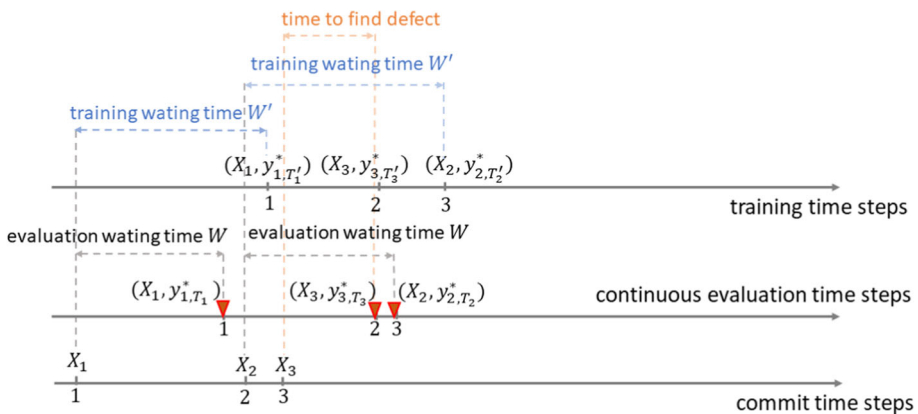 time to find defect
training wating time W'
training wating time W'
(X₁, y*₁,T′₁) (X₃, y*₃,T′₃) (X₂, y*₂,T′₂)
1 2 3
training time steps
evaluation wating time W evaluation wating time W
(X₁, y*₁,T₁) (X₃, y*₃,T₃) (X₂, y*₂,T₂)
continuous evaluation time steps
1 2 3
X₁ X₂ X₃
1 2 3
commit time steps